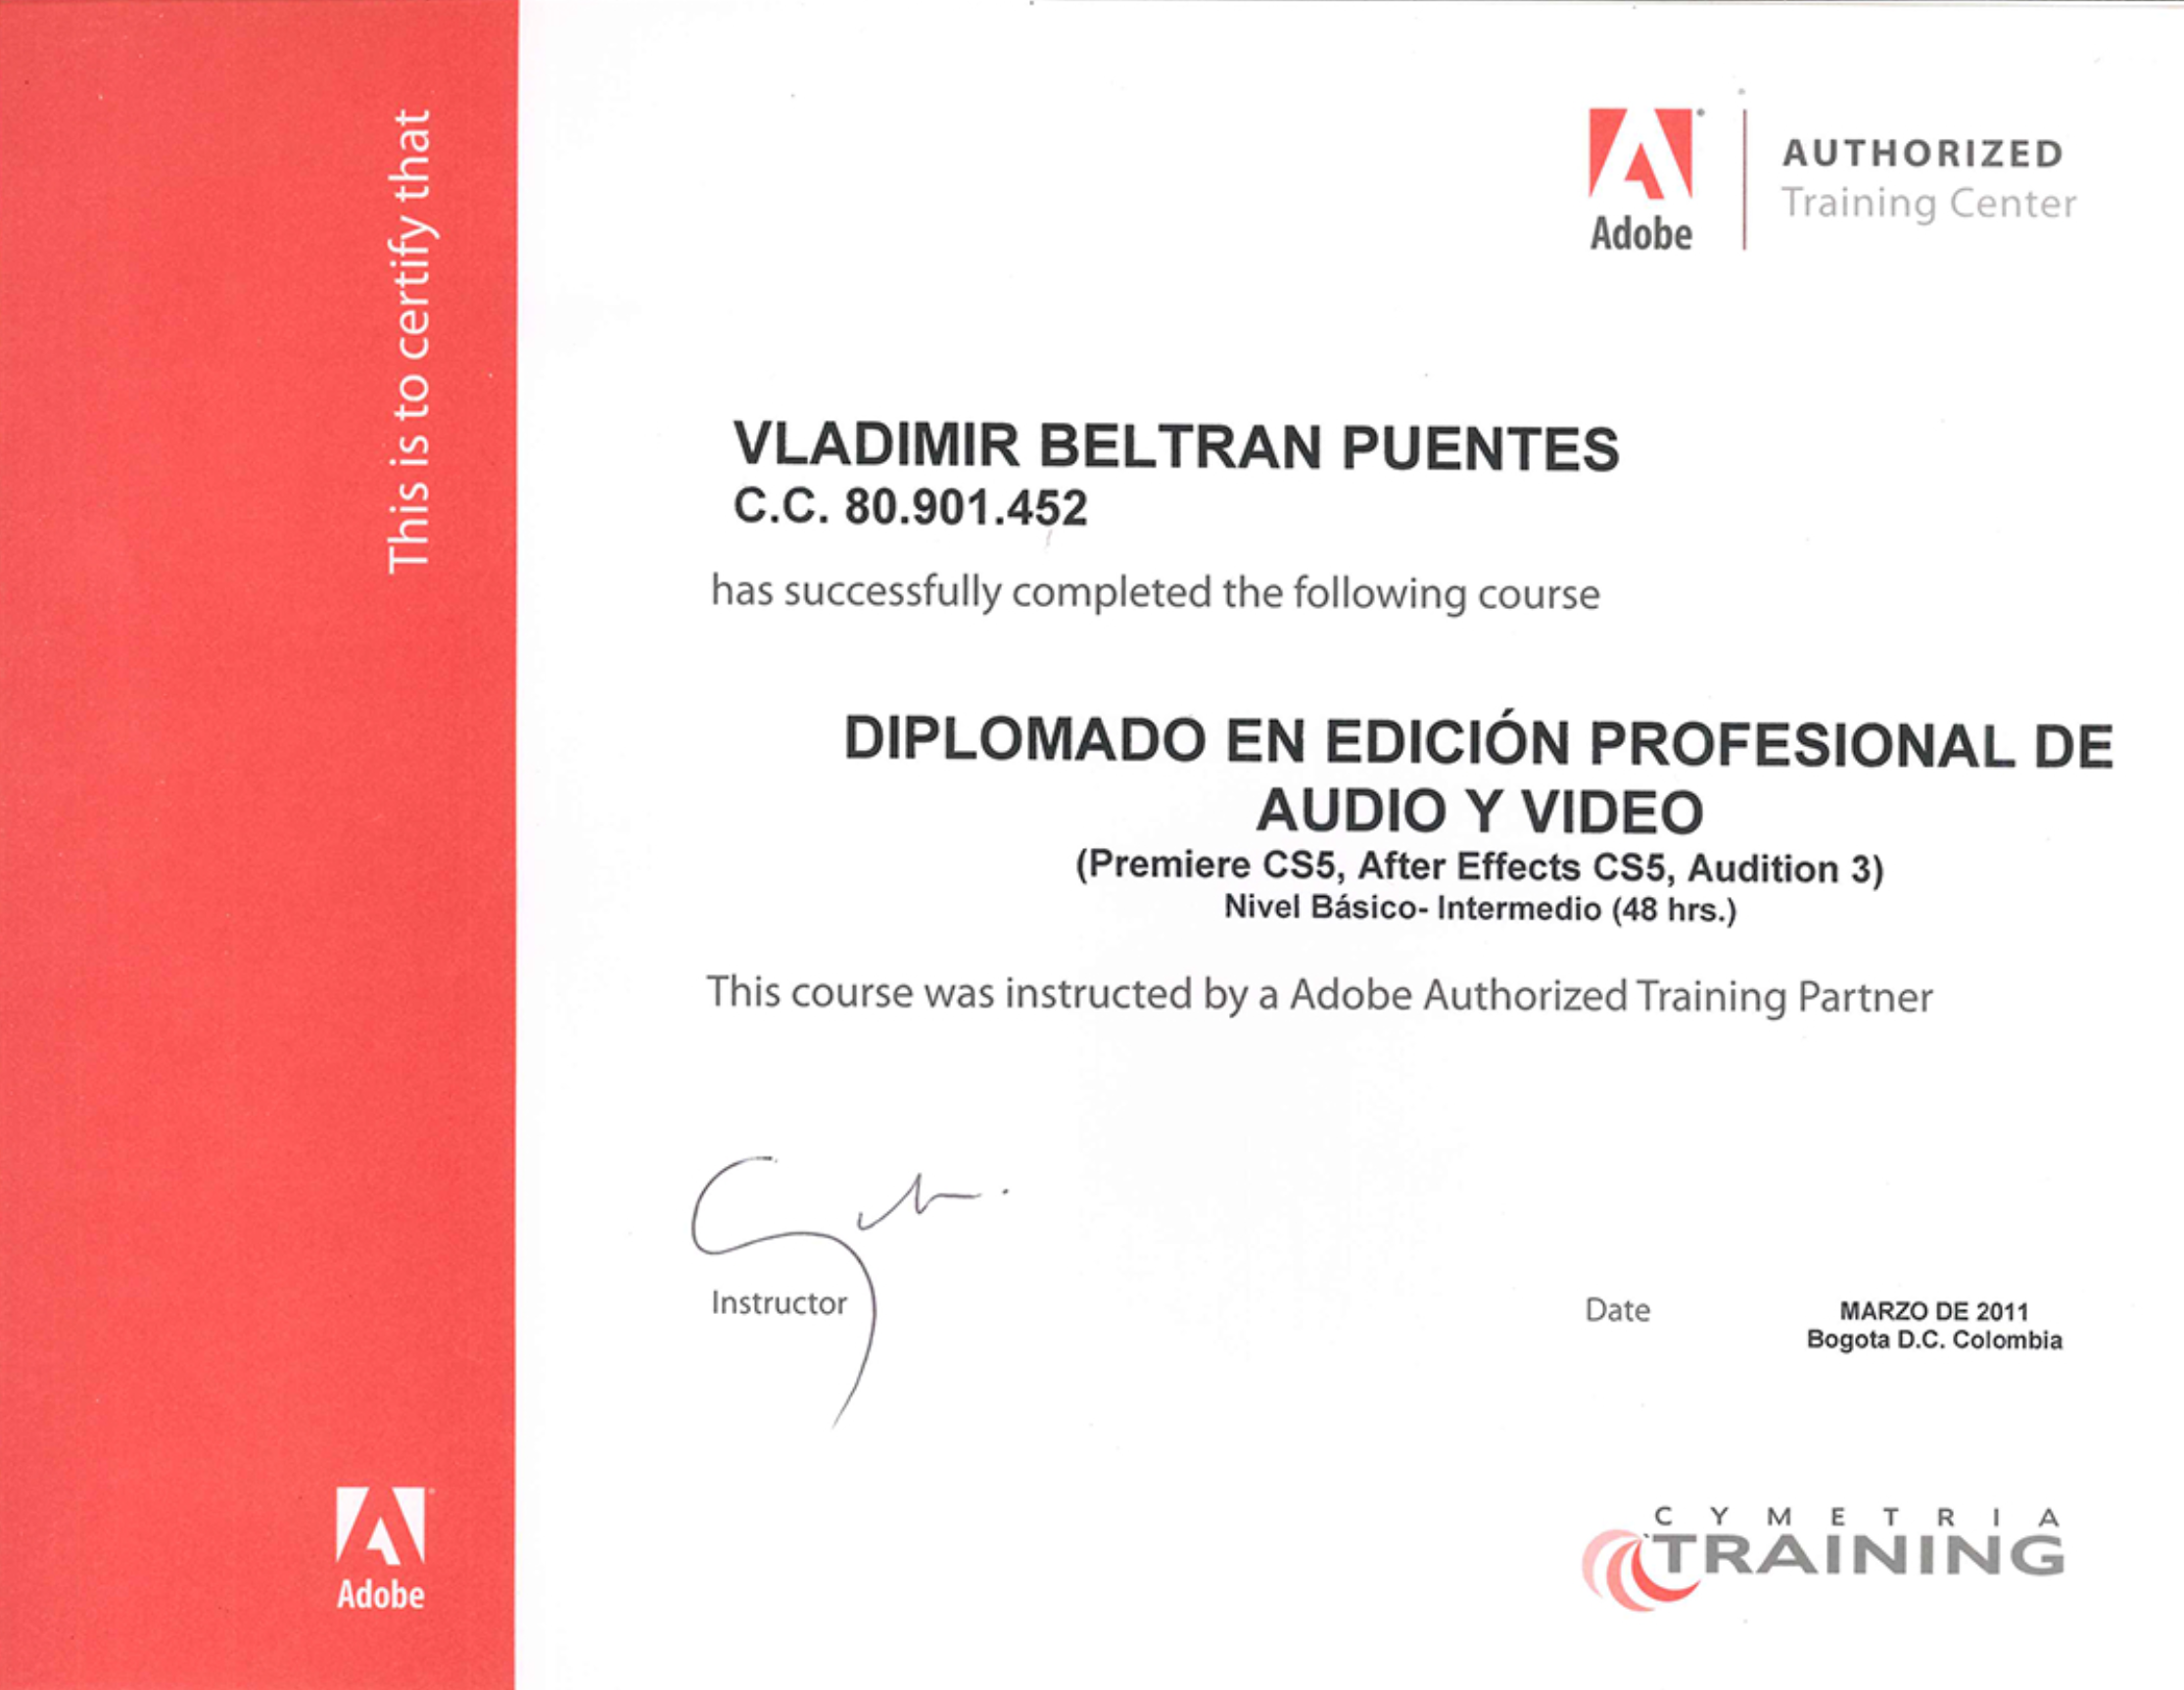 This is to certify that
Adobe
AUTHORIZED
Training Center
VLADIMIR BELTRAN PUENTES
C.C. 80.901.452
has successfully completed the following course
DIPLOMADO EN EDICIÓN PROFESIONAL DE
AUDIO Y VIDEO
(Premiere CS5, After Effects CS5, Audition 3)
Nivel Básico- Intermedio (48 hrs.)
This course was instructed by a Adobe Authorized Training Partner
Instructor
Date
MARZO DE 2011
Bogota D.C. Colombia
Adobe
CYMETRIA
TRAINING